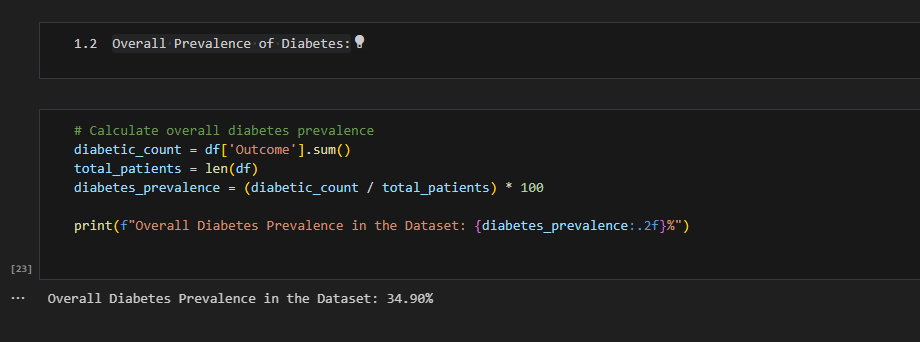 1.2  Overall Prevalence of Diabetes:
# Calculate overall diabetes prevalence
diabetic_count = df['Outcome'].sum()
total_patients = len(df)
diabetes_prevalence = (diabetic_count / total_patients) * 100
print(f"Overall Diabetes Prevalence in the Dataset: {diabetes_prevalence:.2f}%")
[23]
... Overall Diabetes Prevalence in the Dataset: 34.90%